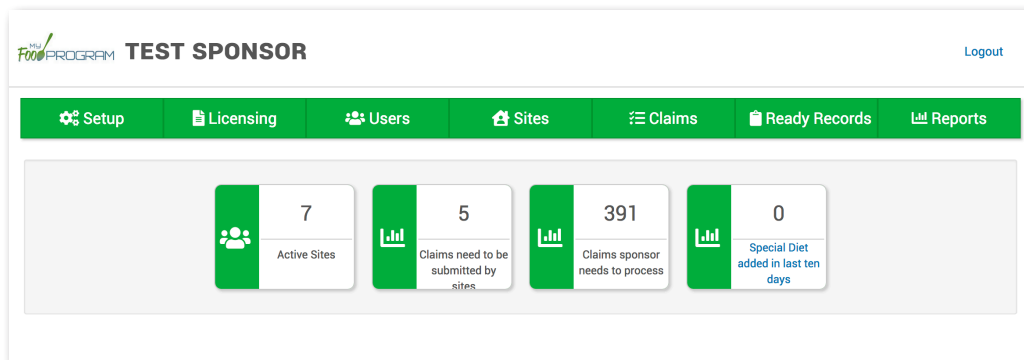 MY
FOOD PROGRAM TEST SPONSOR
Logout
Setup Licensing Users Sites Claims Ready Records Reports
7 5 391 0
Active Sites
Claims need to be
submitted by
sites
Claims sponsor
needs to process
Special Diet
added in last ten
days